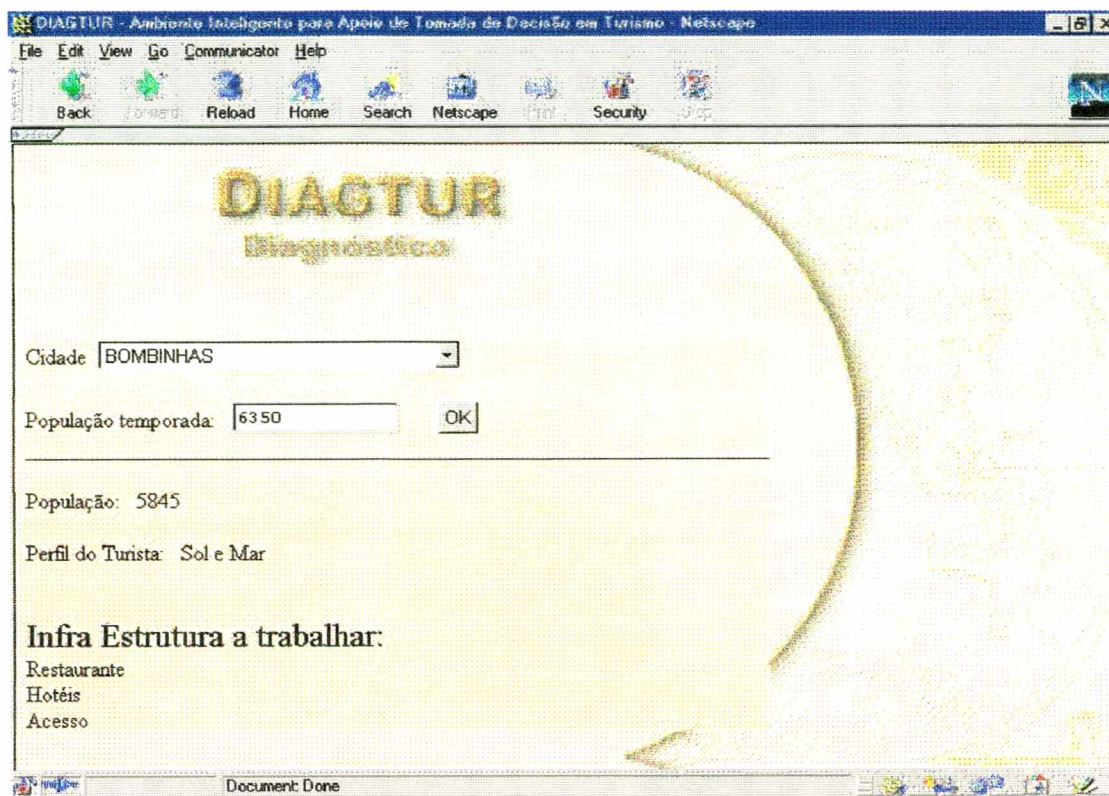 DIAGTUR - Ambiente Inteligente para Apoio de Tomada de Decisão em Turismo - Netscape
File Edit View Go Communicator Help
Back Forward Reload Home Search Netscape Print Security Stop
DIAGTUR
Diagnóstico
Cidade BOMBINHAS
População temporada: 6350 OK
População: 5845
Perfil do Turista: Sol e Mar
Infra Estrutura a trabalhar:
Restaurante
Hotéis
Acesso
Document: Done